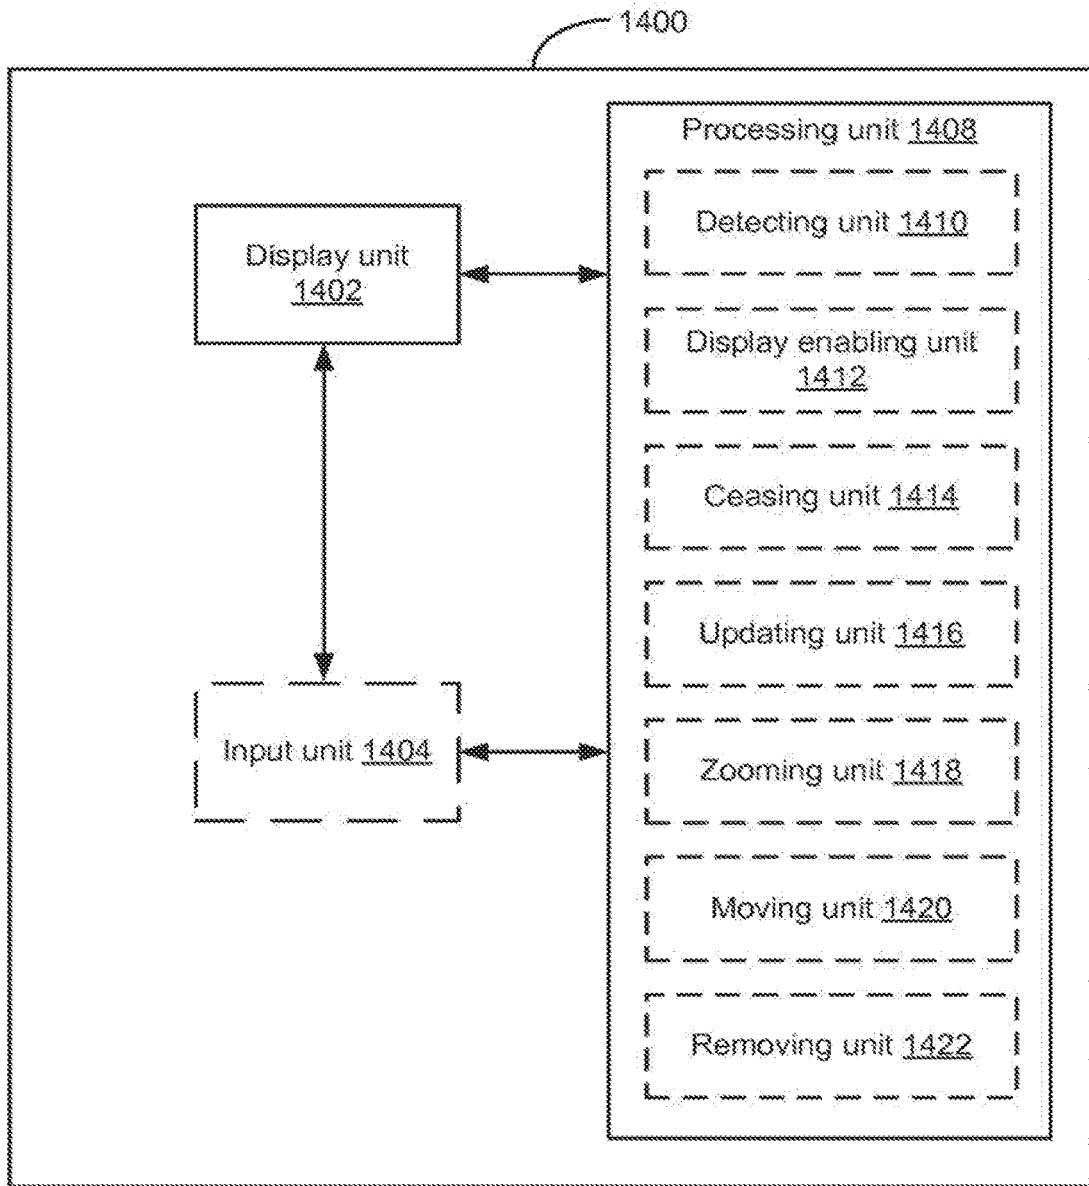 1400
Processing unit 1408
Detecting unit 1410
Display unit
1402
Display enabling unit
1412
Ceasing unit 1414
Updating unit 1416
Input unit 1404
Zooming unit 1418
Moving unit 1420
Removing unit 1422